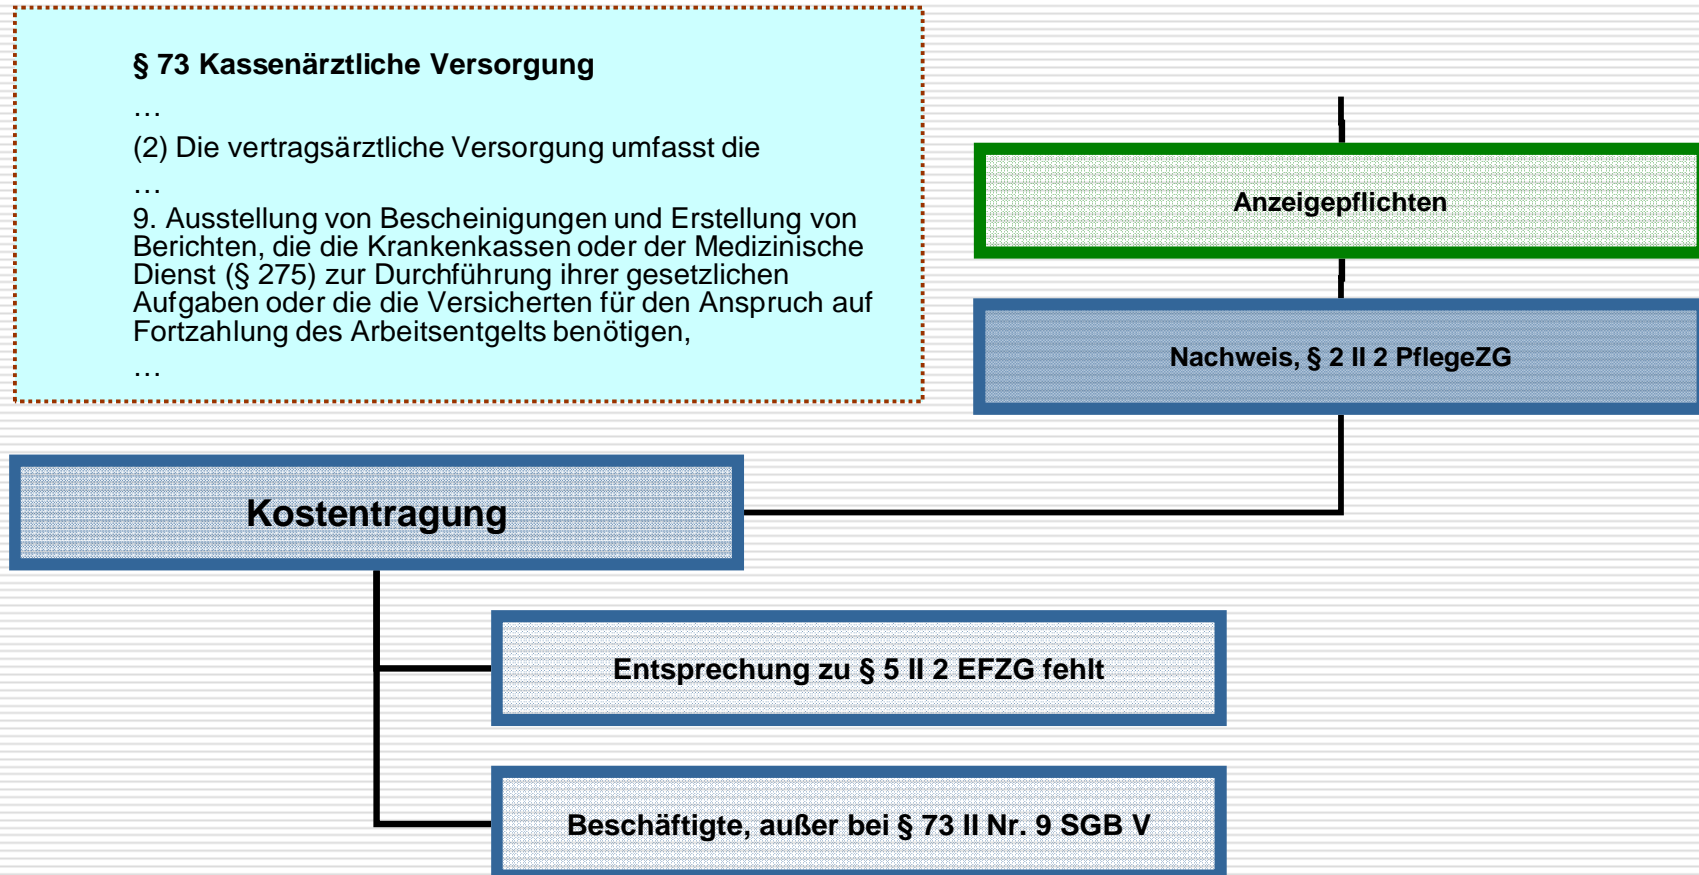 § 73 Kassenärztliche Versorgung
…
(2) Die vertragsärztliche Versorgung umfasst die
…
9. Ausstellung von Bescheinigungen und Erstellung von
Berichten, die die Krankenkassen oder der Medizinische
Dienst (§ 275) zur Durchführung ihrer gesetzlichen
Aufgaben oder die die Versicherten für den Anspruch auf
Fortzahlung des Arbeitsentgelts benötigen,
…
Anzeigepflichten
Nachweis, § 2 II 2 PflegeZG
Kostentragung
Entsprechung zu § 5 II 2 EFZG fehlt
Beschäftigte, außer bei § 73 II Nr. 9 SGB V